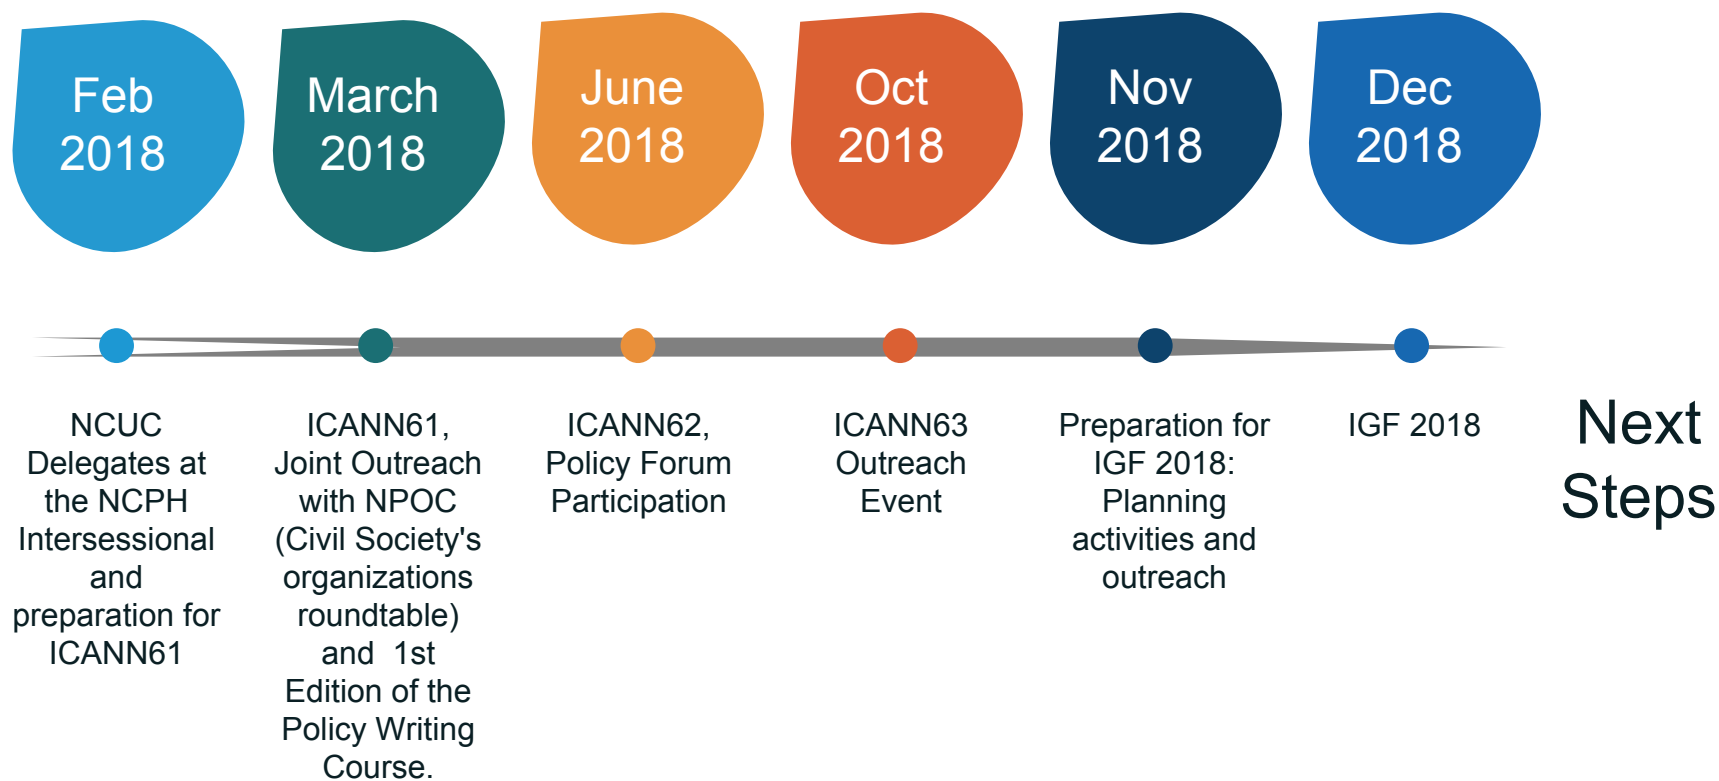 Feb
2018
March
2018
June
2018
Oct
2018
Nov
2018
Dec
2018
NCUC
Delegates at
the NCPH
Intersessional
and
preparation for
ICANN61
ICANN61,
Joint Outreach
with NPOC
(Civil Society's
organizations
roundtable)
and  1st
Edition of the
Policy Writing
Course.
ICANN62,
Policy Forum
Participation
ICANN63
Outreach
Event
Preparation for
IGF 2018:
Planning
activities and
outreach
IGF 2018
Next
Steps